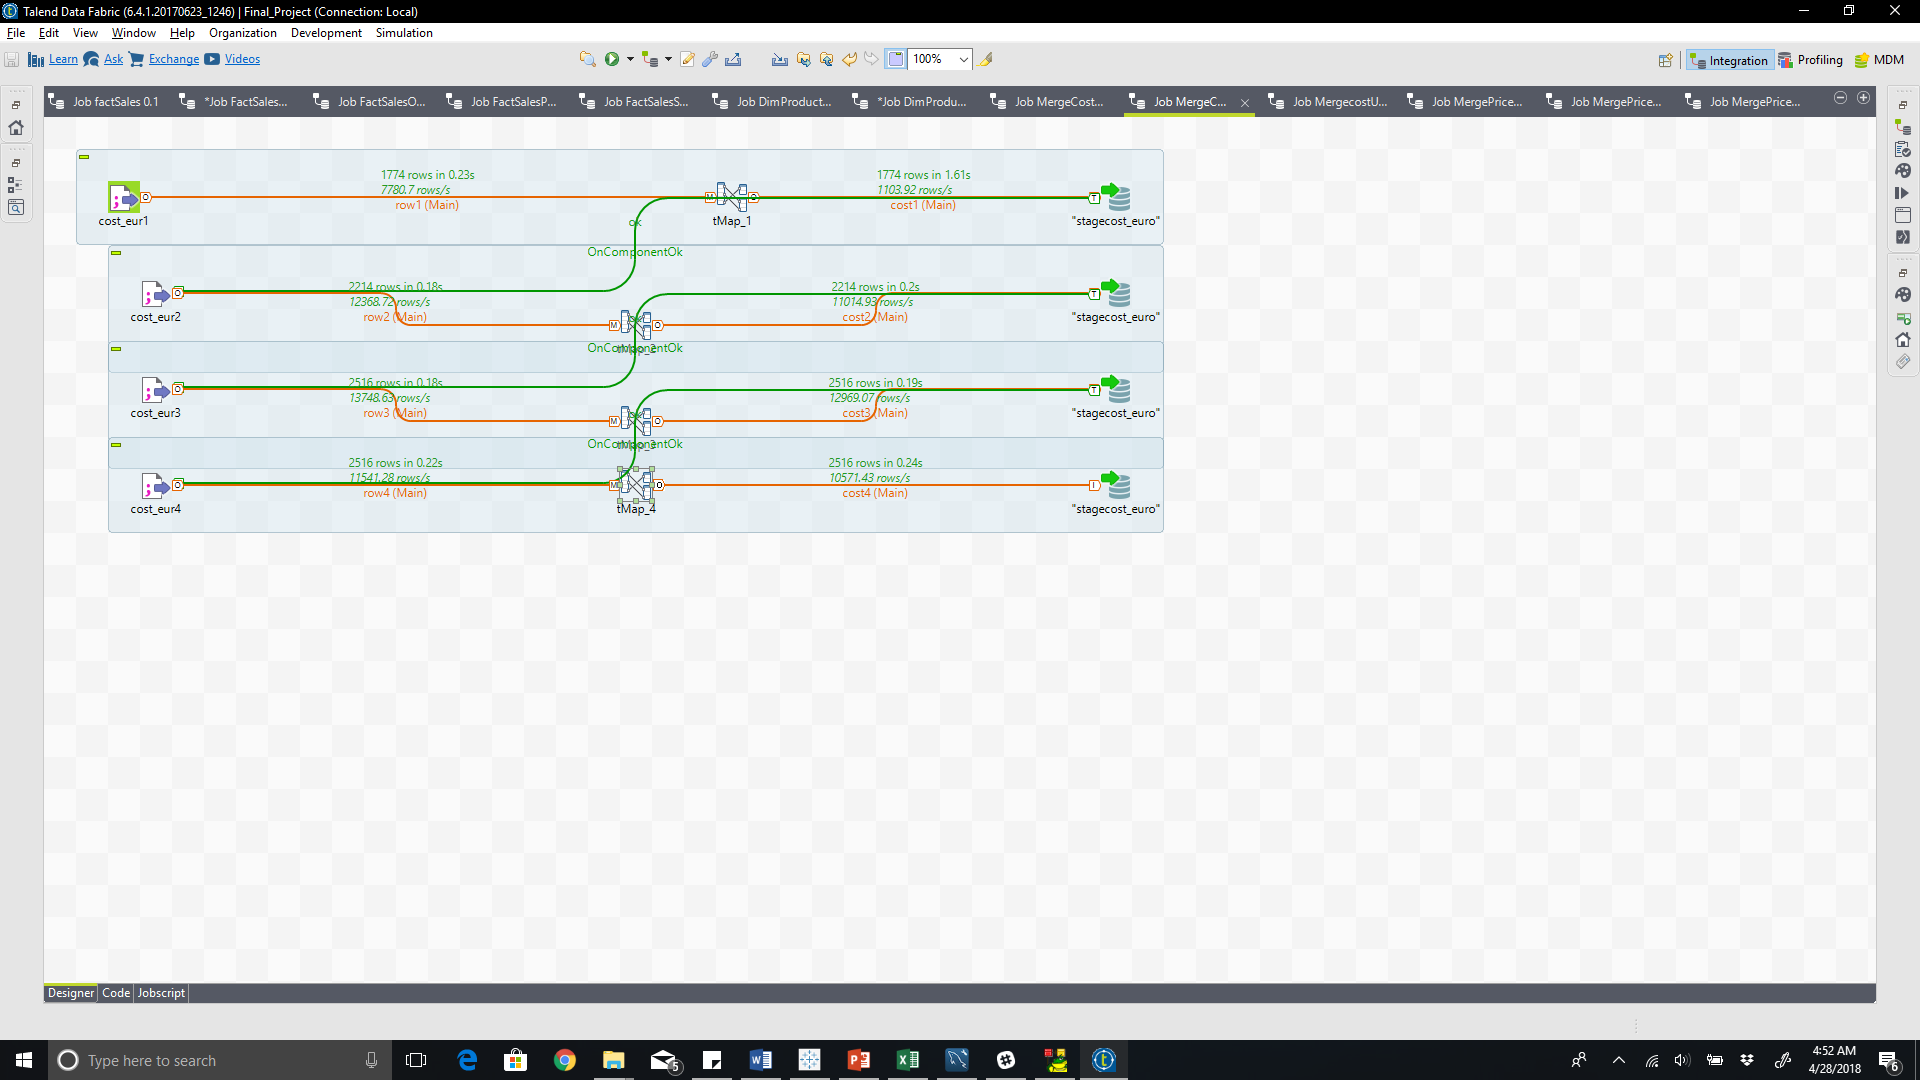 Talend Data Fabric (6.4.1.20170623_1246) | Final_Project (Connection: Local)
File Edit View Window Help Organization Development Simulation
Learn Ask Exchange Videos 100% Integration Profiling MDM
Job factSales 0.1 *Job FactSales... Job FactSalesO... Job FactSalesP... Job FactSalesS... Job DimProduct... *Job DimProdu... Job MergeCost... Job MergeC... Job MergecostU... Job MergePrice... Job MergePrice... Job MergePrice...
1774 rows in 0.23s 1774 rows in 1.61s
7780.7 rows/s 1103.92 rows/s
row1 (Main) cost1 (Main)
cost_eur1 ok tMap_1 "stagecost_euro"
OnComponentOk
2214 rows in 0.18s 2214 rows in 0.2s
12368.72 rows/s 11014.93 rows/s
row2 (Main) cost2 (Main)
cost_eur2 "stagecost_euro"
OnComponentOk
2516 rows in 0.18s 2516 rows in 0.19s
13748.63 rows/s 12969.07 rows/s
row3 (Main) cost3 (Main)
cost_eur3 "stagecost_euro"
OnComponentOk
2516 rows in 0.22s 2516 rows in 0.24s
11541.28 rows/s 10571.43 rows/s
row4 (Main) cost4 (Main)
cost_eur4 tMap_4 "stagecost_euro"
Designer Code Jobscript
Type here to search 5
4:52 AM
4/28/2018 6